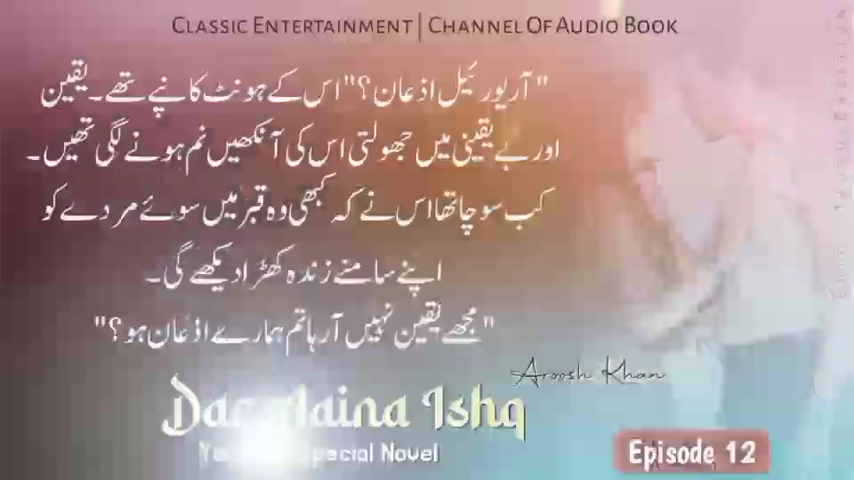 CLASSIC ENTERTAINMENT | CHANNEL OF AUDIO BOOK
"آر یور ئیل اذعان؟" اس کے ہونٹ کانپے تھے۔ یقین
اور بے یقینی میں جھولتی اس کی آنکھیں نم ہونے لگی تھیں۔
کب سوچا تھا اس نے کہ کبھی وہ قبر میں سوئے مردے کو
اپنے سامنے زندہ کھڑا دیکھے گی۔
"مجھے یقین نہیں آرہا تم ہمارے اذعان ہو؟"
Aroosh Khan
Ishq
Special Novel
Episode 12